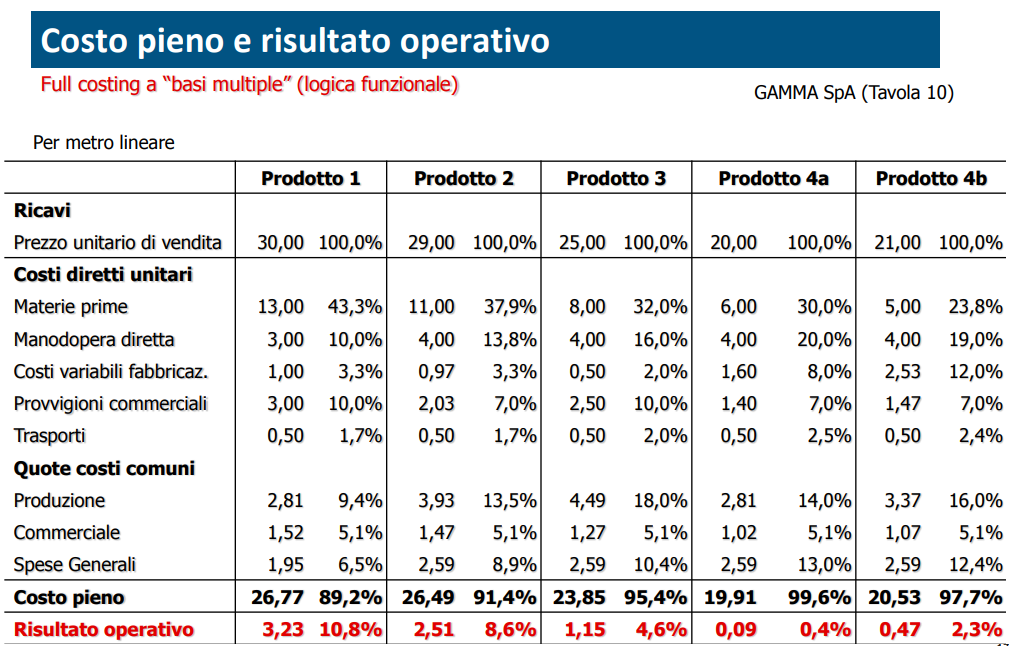 Costo pieno e risultato operativo
Full costing a “basi multiple” (logica funzionale)
GAMMA SpA (Tavola 10)
Per metro lineare
Prodotto 1 Prodotto 2 Prodotto 3 Prodotto 4a Prodotto 4b
Ricavi
Prezzo unitario di vendita 30,00 100,0% 29,00 100,0% 25,00 100,0% 20,00 100,0% 21,00 100,0%
Costi diretti unitari
Materie prime 13,00 43,3% 11,00 37,9% 8,00 32,0% 6,00 30,0% 5,00 23,8%
Manodopera diretta 3,00 10,0% 4,00 13,8% 4,00 16,0% 4,00 20,0% 4,00 19,0%
Costi variabili fabbricaz. 1,00 3,3% 0,97 3,3% 0,50 2,0% 1,60 8,0% 2,53 12,0%
Provvigioni commerciali 3,00 10,0% 2,03 7,0% 2,50 10,0% 1,40 7,0% 1,47 7,0%
Trasporti 0,50 1,7% 0,50 1,7% 0,50 2,0% 0,50 2,5% 0,50 2,4%
Quote costi comuni
Produzione 2,81 9,4% 3,93 13,5% 4,49 18,0% 2,81 14,0% 3,37 16,0%
Commerciale 1,52 5,1% 1,47 5,1% 1,27 5,1% 1,02 5,1% 1,07 5,1%
Spese Generali 1,95 6,5% 2,59 8,9% 2,59 10,4% 2,59 13,0% 2,59 12,4%
Costo pieno 26,77 89,2% 26,49 91,4% 23,85 95,4% 19,91 99,6% 20,53 97,7%
Risultato operativo 3,23 10,8% 2,51 8,6% 1,15 4,6% 0,09 0,4% 0,47 2,3%